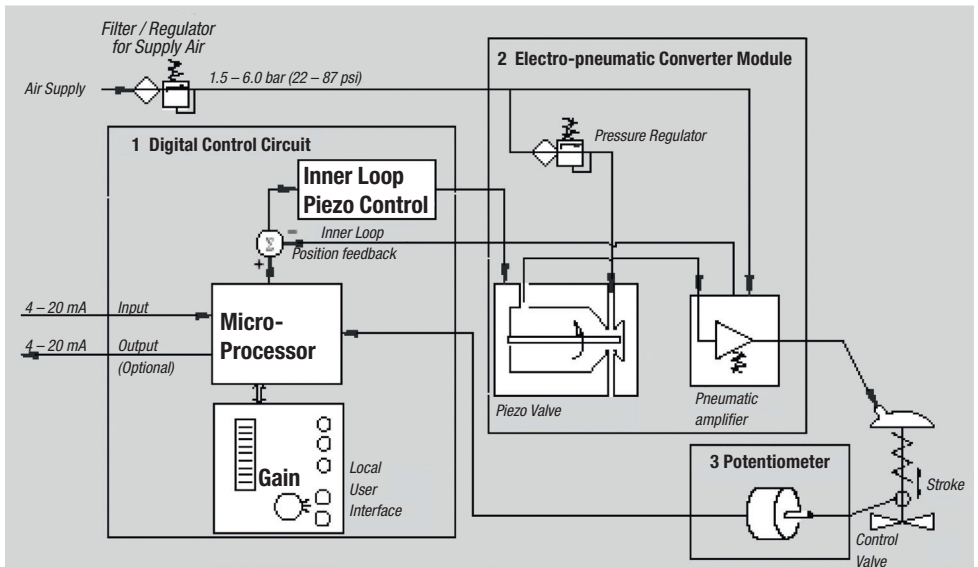 Filter / Regulator
for Supply Air
Air Supply
1.5 – 6.0 bar (22 – 87 psi)
2 Electro-pneumatic Converter Module
Pressure Regulator
1 Digital Control Circuit
Inner Loop
Piezo Control
Σ
–
+
Inner Loop
Position feedback
4 – 20 mA
Input
4 – 20 mA
Output
(Optional)
Micro-
Processor
Gain
Local
User
Interface
Piezo Valve
Pneumatic
amplifier
3 Potentiometer
Stroke
Control
Valve